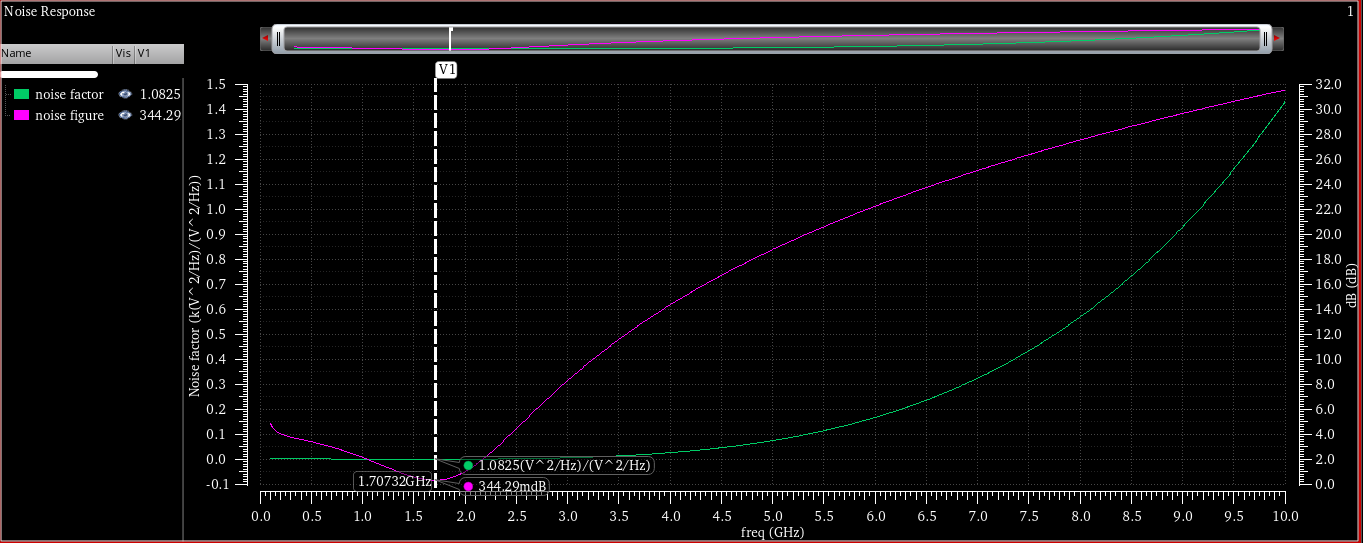 Noise Response 1
Name Vis V1
noise factor 1.0825
noise figure 344.29
V1
1.5
1.4
1.3
1.2
1.1
1.0
0.9
0.8
0.7
0.6
0.5
0.4
0.3
0.2
0.1
0.0
-0.1
Noise factor (k(V^2/Hz)/(V^2/Hz))
1.0825(V^2/Hz)/(V^2/Hz)
1.70732GHz
344.29mdB
32.0
30.0
28.0
26.0
24.0
22.0
20.0
18.0
16.0
14.0
12.0
10.0
8.0
6.0
4.0
2.0
0.0
dB (dB)
0.0 0.5 1.0 1.5 2.0 2.5 3.0 3.5 4.0 4.5 5.0 5.5 6.0 6.5 7.0 7.5 8.0 8.5 9.0 9.5 10.0
freq (GHz)